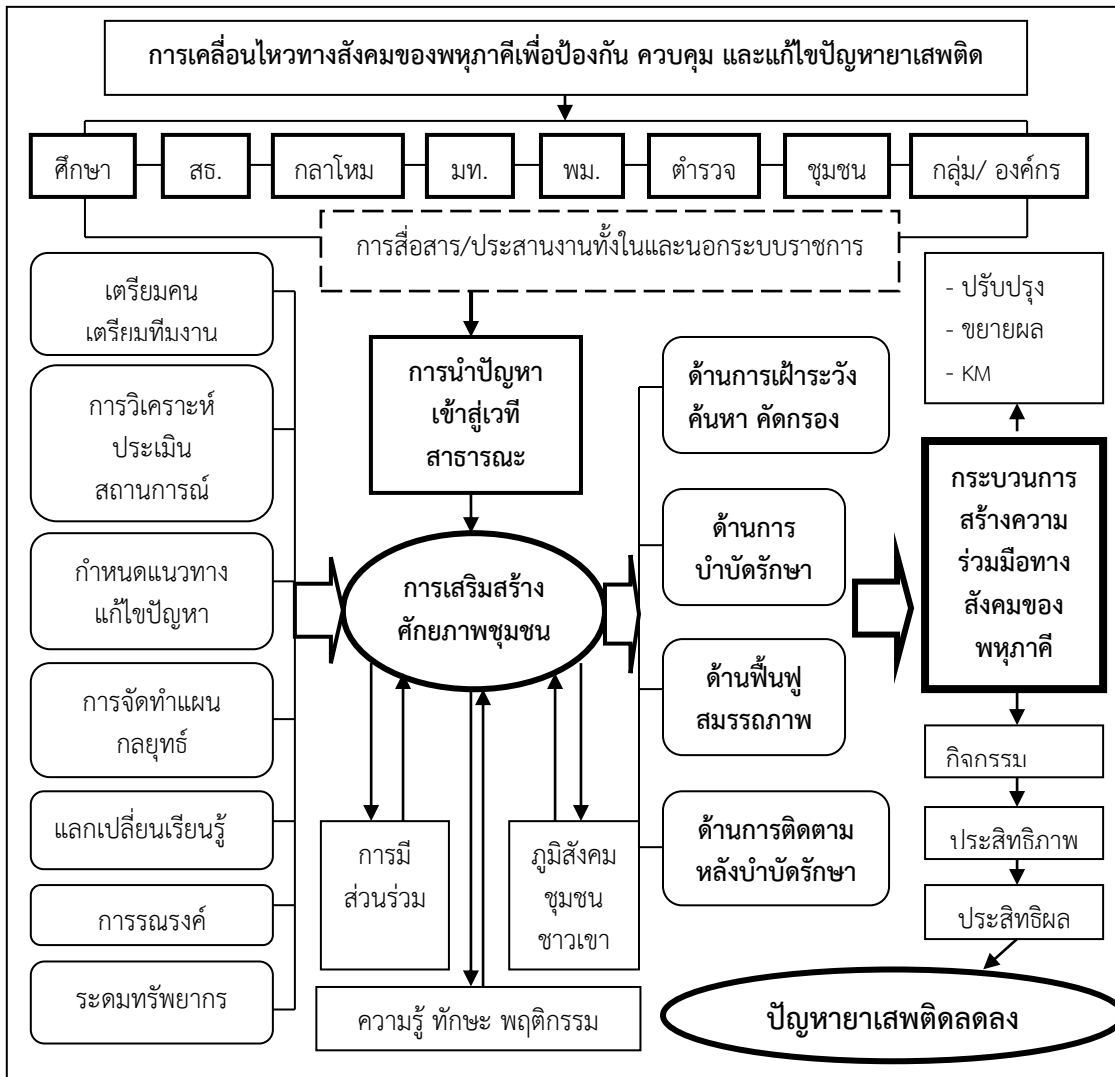 การเคลื่อนไหวทางสังคมของพหุภาคีเพื่อป้องกัน ควบคุม และแก้ไขปัญหายาเสพติด
ศึกษา
สธ.
กลาโหม
มท.
พม.
ตำรวจ
ชุมชน
กลุ่ม/ องค์กร
การสื่อสาร/ประสานงานทั้งในและนอกระบบราชการ
เตรียมคน
เตรียมทีมงาน
การวิเคราะห์
ประเมิน
สถานการณ์
กำหนดแนวทาง
แก้ไขปัญหา
การจัดทำแผน
กลยุทธ์
แลกเปลี่ยนเรียนรู้
การรณรงค์
ระดมทรัพยากร
การนำปัญหา
เข้าสู่เวที
สาธารณะ
การเสริมสร้าง
ศักยภาพชุมชน
การมี
ส่วนร่วม
ภูมิสังคม
ชุมชน
ชาวเขา
ความรู้ ทักษะ พฤติกรรม
ด้านการเฝ้าระวัง
ค้นหา คัดกรอง
ด้านการ
บำบัดรักษา
ด้านฟื้นฟู
สมรรถภาพ
ด้านการติดตาม
หลังบำบัดรักษา
- ปรับปรุง
- ขยายผล
- KM
กระบวนการ
สร้างความ
ร่วมมือทาง
สังคมของ
พหุภาคี
กิจกรรม
ประสิทธิภาพ
ประสิทธิผล
ปัญหายาเสพติดลดลง